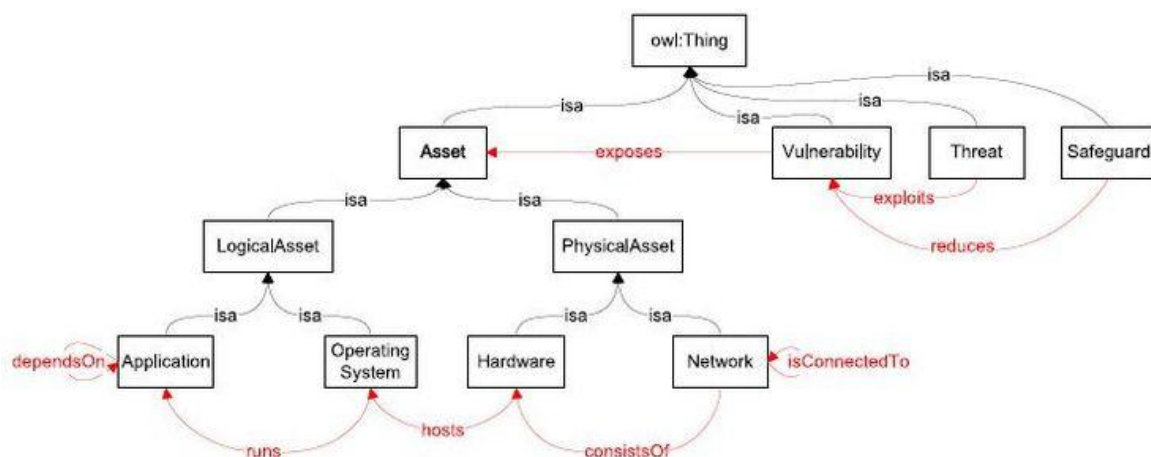 owl:Thing
isa
isa
isa
isa
Asset
exposes
Vulnerability
Threat
Safeguard
isa
isa
exploits
LogicalAsset
PhysicalAsset
reduces
isa
isa
isa
isa
dependsOn
Application
Operating
System
Hardware
Network
isConnectedTo
hosts
runs
consistsOf